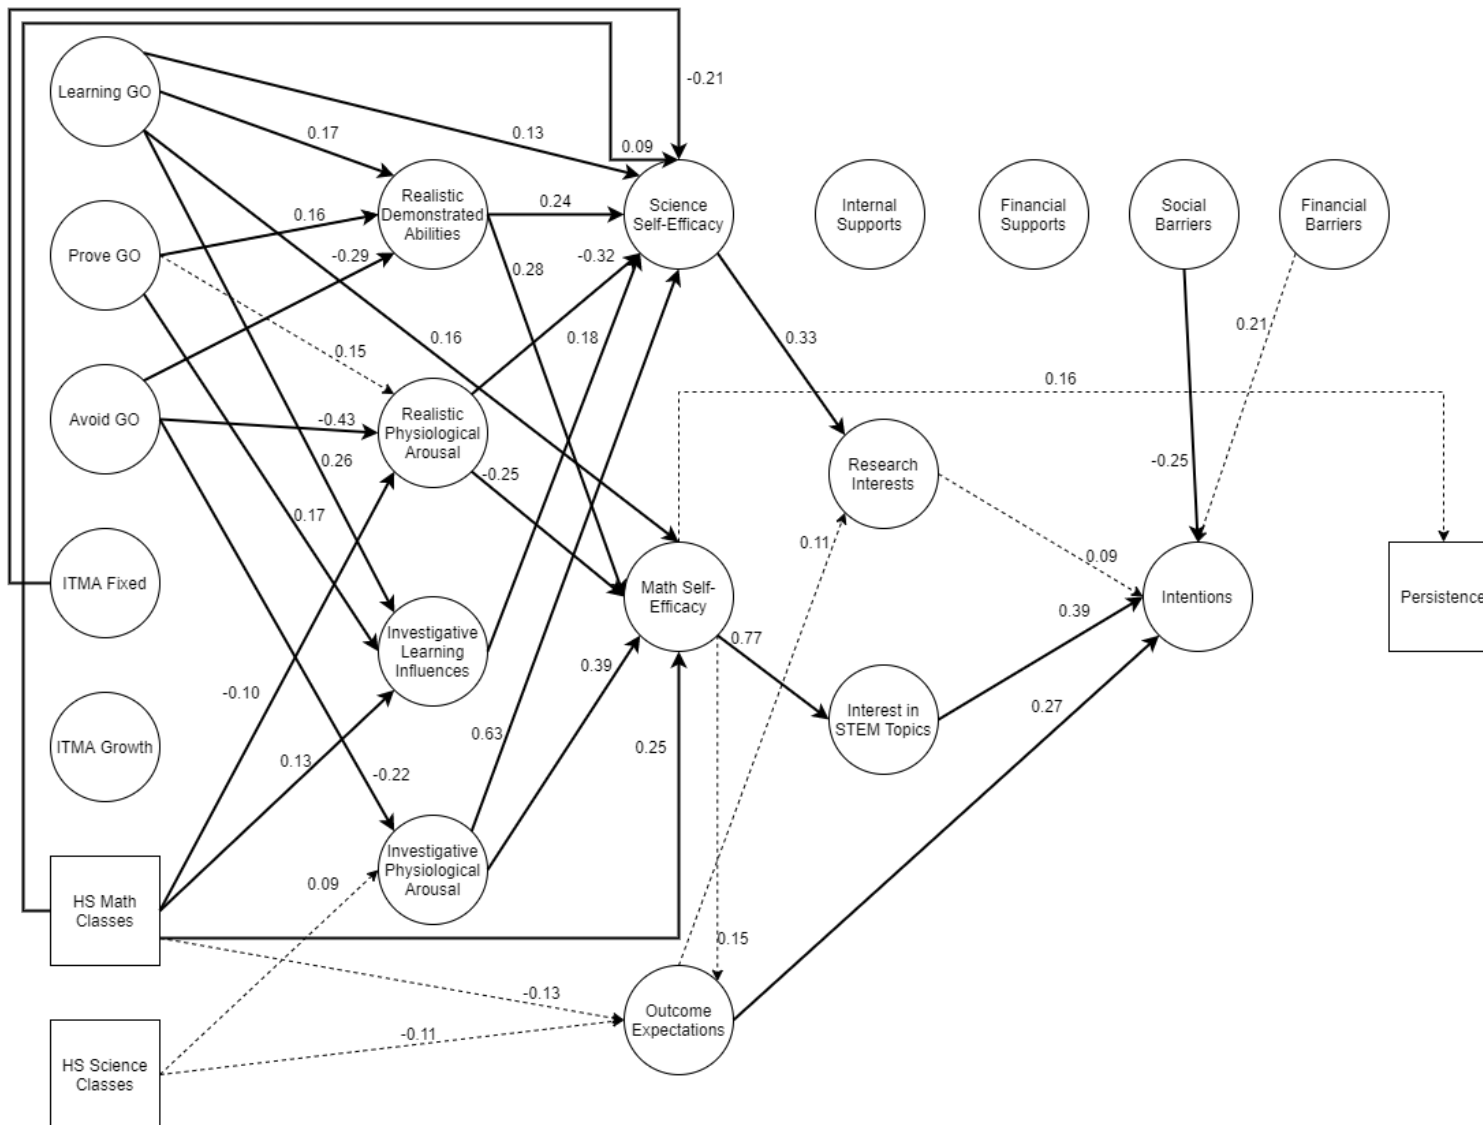 -0.21
Learning GO
0.17
0.13
0.09
Realistic
Demonstrated
Abilities
0.24
Science
Self-Efficacy
Internal
Supports
Financial
Supports
Social
Barriers
Financial
Barriers
Prove GO
0.16
-0.29
0.28
-0.32
0.15
0.16
0.18
0.33
0.21
0.16
Avoid GO
-0.43
Realistic
Physiological
Arousal
0.26
-0.25
-0.25
Research
Interests
0.17
0.11
0.09
ITMA Fixed
Math Self-
Efficacy
Intentions
Persistence
0.39
0.77
0.39
Investigative
Learning
Influences
-0.10
0.27
Interest in
STEM Topics
ITMA Growth
0.13
-0.22
0.63
0.25
Investigative
Physiological
Arousal
0.09
HS Math
Classes
0.15
-0.13
-0.11
Outcome
Expectations
HS Science
Classes